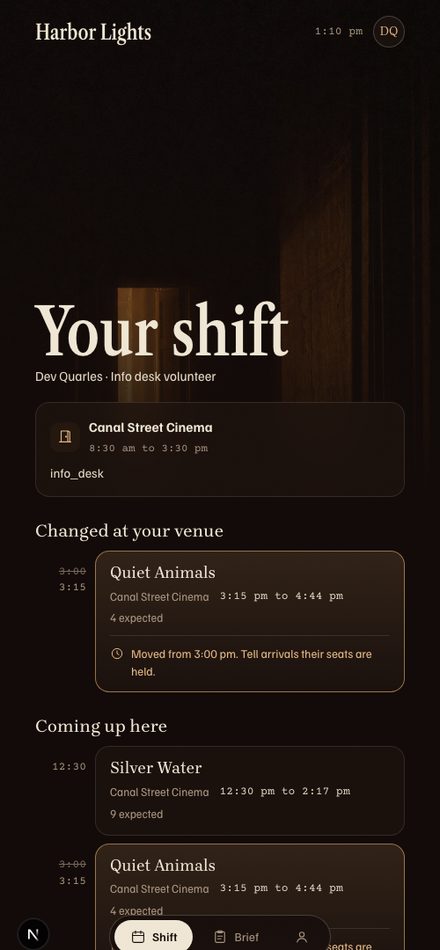 Harbor Lights
1:10 pm
DQ
Your shift
Dev Quarles · Info desk volunteer
Canal Street Cinema
8:30 am to 3:30 pm
info_desk
Changed at your venue
3:00
3:15
Quiet Animals
Canal Street Cinema 3:15 pm to 4:44 pm
4 expected
Moved from 3:00 pm. Tell arrivals their seats are
held.
Coming up here
12:30
Silver Water
Canal Street Cinema 12:30 pm to 2:17 pm
9 expected
3:00
3:15
Quiet Animals
Canal Street Cinema 3:15 pm to 4:44 pm
4 expected
N
Shift
Brief
seats are